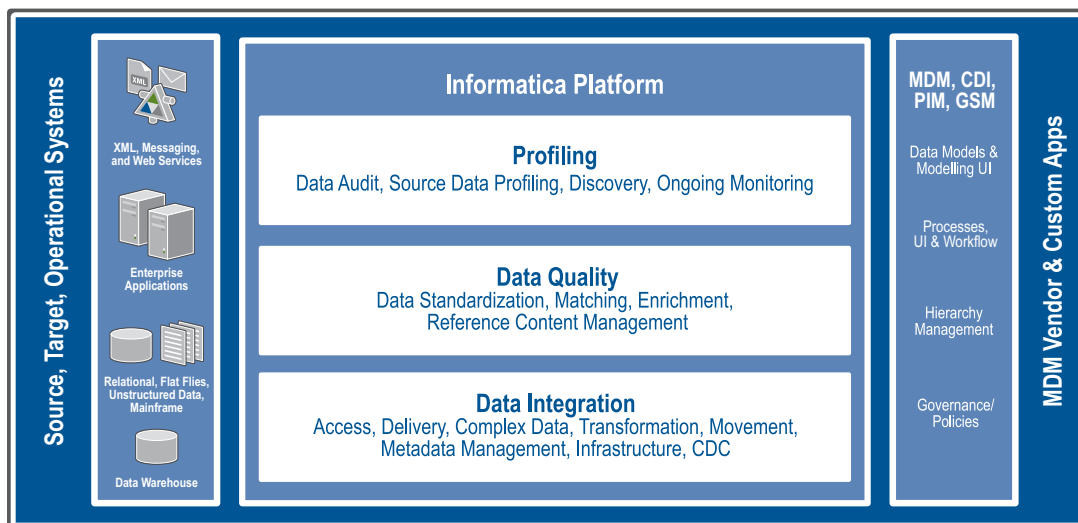 Source, Target, Operational Systems
XML
XML, Messaging,
and Web Services
Enterprise
Applications
Relational, Flat Flies,
Unstructured Data,
Mainframe
Data Warehouse
Informatica Platform
Profiling
Data Audit, Source Data Profiling, Discovery, Ongoing Monitoring
Data Quality
Data Standardization, Matching, Enrichment,
Reference Content Management
Data Integration
Access, Delivery, Complex Data, Transformation, Movement,
Metadata Management, Infrastructure, CDC
MDM, CDI,
PIM, GSM
Data Models &
Modelling UI
Processes,
UI & Workflow
Hierarchy
Management
Governance/
Policies
MDM Vendor & Custom Apps